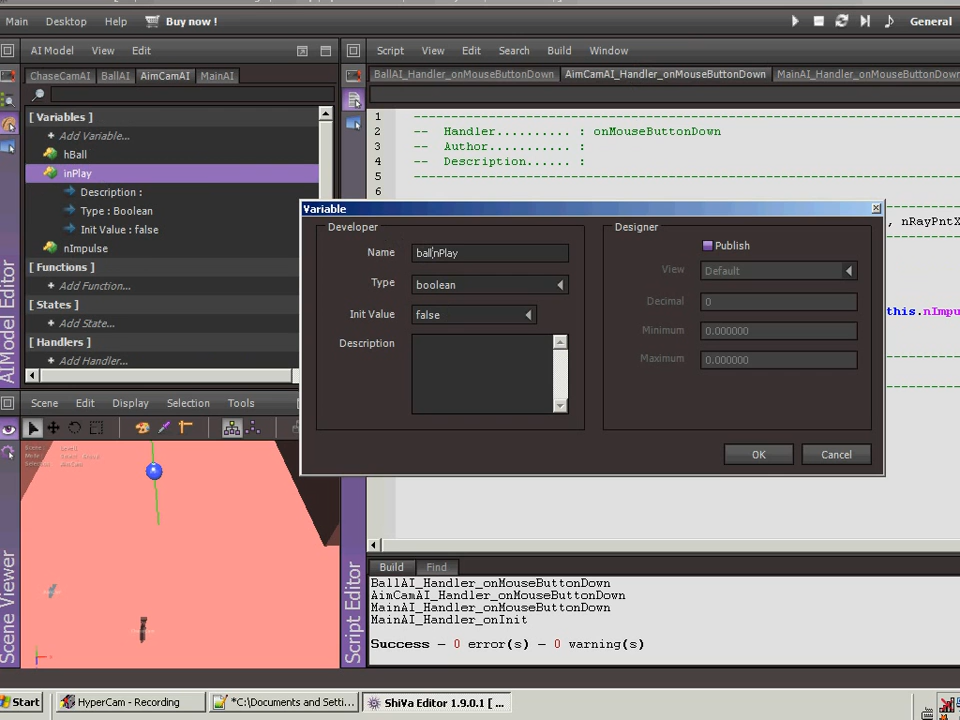 Main Desktop Help Buy now ! General
AI Model View Edit
Script View Edit Search Build Window
ChaseCamAI BallAI AimCamAI MainAI
BallAI_Handler_onMouseButtonDown AimCamAI_Handler_onMouseButtonDown MainAI_Handler_onMouseButtonDown
[ Variables ]
Add Variable...
hBall
inPlay
Description :
Type : Boolean
Init Value : false
nImpulse
[ Functions ]
Add Function...
[ States ]
Add State...
[ Handlers ]
Add Handler...
AIModel Editor
1 --------------------------------------------------------
2 -- Handler.......... : onMouseButtonDown
3 -- Author........... :
4 -- Description...... :
5 --------------------------------------------------------
6
, nRayPntX
this.nImpu
Variable
Developer
Name ballnPlay
Type boolean
Init Value false
Description
Designer
Publish
View Default
Decimal 0
Minimum 0.000000
Maximum 0.000000
OK Cancel
Scene Edit Display Selection Tools
Scene Viewer
Script Editor
Build Find
BallAI_Handler_onMouseButtonDown
AimCamAI_Handler_onMouseButtonDown
MainAI_Handler_onMouseButtonDown
MainAI_Handler_onInit
Success - 0 error(s) - 0 warning(s)
Start HyperCam - Recording *C:\Documents and Setti... ShiVa Editor 1.9.0.1 [ ...